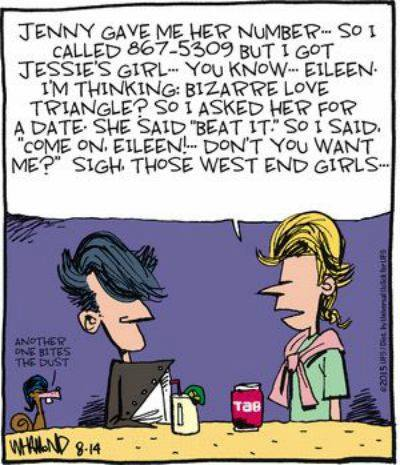 JENNY GAVE ME HER NUMBER... SO I
CALLED 867-5309 BUT I GOT
JESSIE'S GIRL... YOU KNOW... EILEEN.
I'M THINKING: BIZARRE LOVE
TRIANGLE? SO I ASKED HER FOR
A DATE. SHE SAID "BEAT IT." SO I SAID,
"COME ON, EILEEN!... DON'T YOU WANT
ME?" SIGH, THOSE WEST END GIRLS...
ANOTHER
ONE BITES
THE DUST
TaB
©2015 UFS/Dist. by Universal Uclick for UFS
8-14